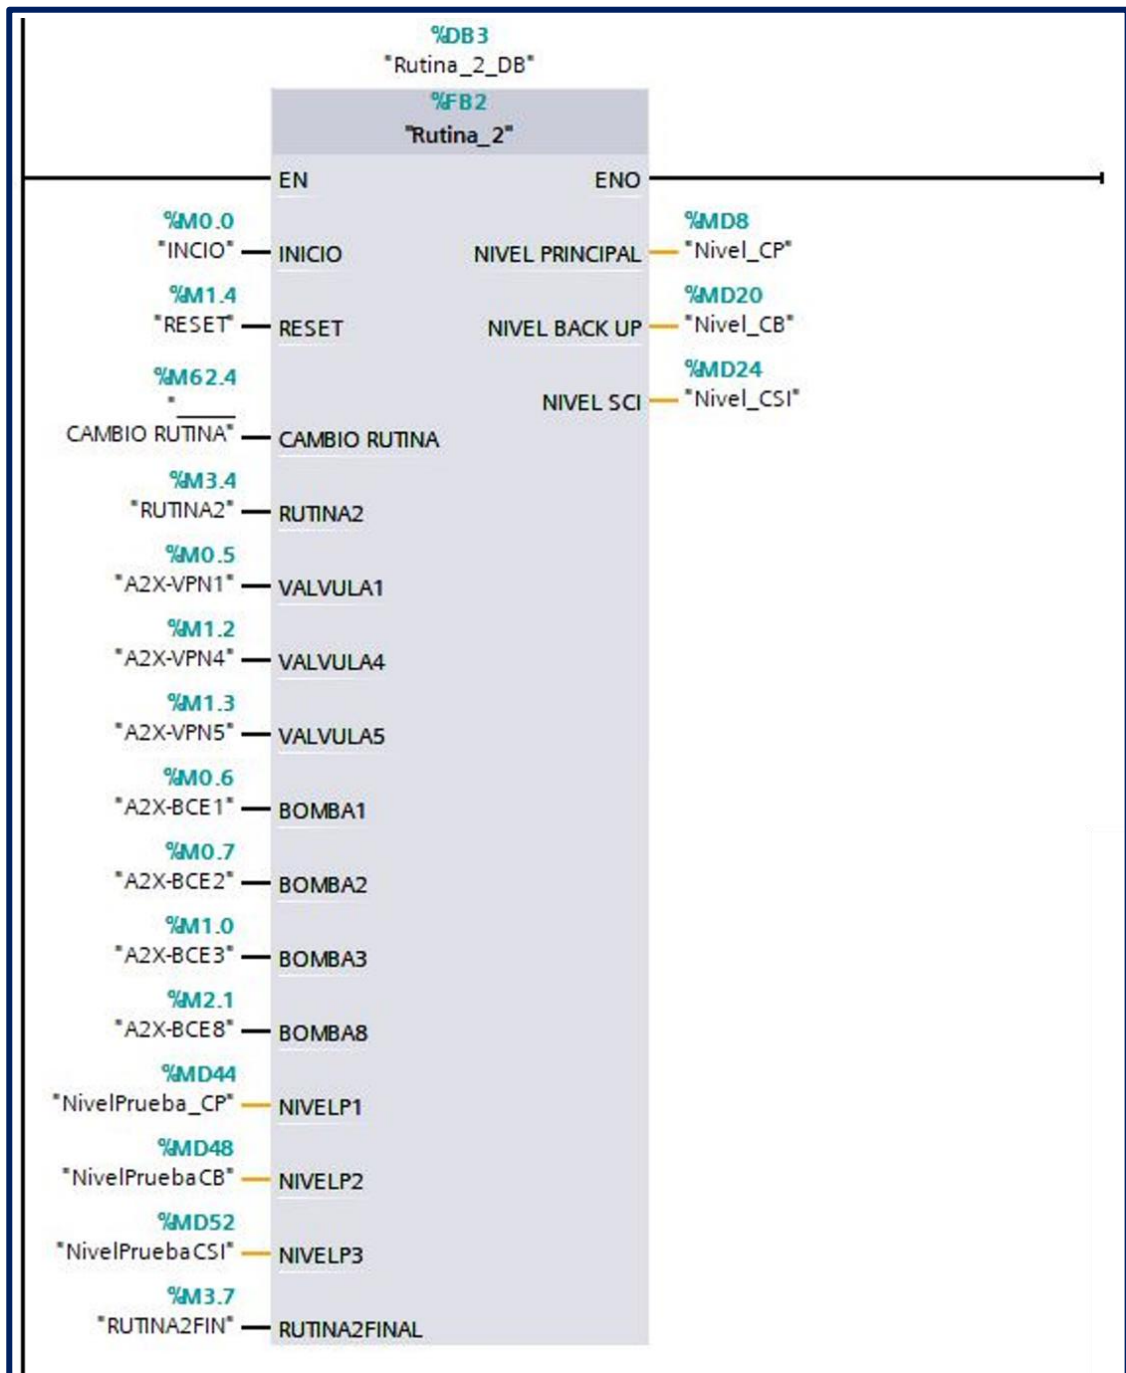 %DB3
"Rutina_2_DB"
%FB2
"Rutina_2"
EN ENO
%M0.0
"INCIO" INICIO
%MD8
NIVEL PRINCIPAL "Nivel_CP"
%M1.4
"RESET" RESET
%MD20
NIVEL BACK UP "Nivel_CB"
%M62.4
"____
CAMBIO RUTINA" CAMBIO RUTINA
%MD24
NIVEL SCI "Nivel_CSI"
%M3.4
"RUTINA2" RUTINA2
%M0.5
"A2X-VPN1" VALVULA1
%M1.2
"A2X-VPN4" VALVULA4
%M1.3
"A2X-VPN5" VALVULA5
%M0.6
"A2X-BCE1" BOMBA1
%M0.7
"A2X-BCE2" BOMBA2
%M1.0
"A2X-BCE3" BOMBA3
%M2.1
"A2X-BCE8" BOMBA8
%MD44
"NivelPrueba_CP" NIVELP1
%MD48
"NivelPruebaCB" NIVELP2
%MD52
"NivelPruebaCSI" NIVELP3
%M3.7
"RUTINA2FIN" RUTINA2FINAL